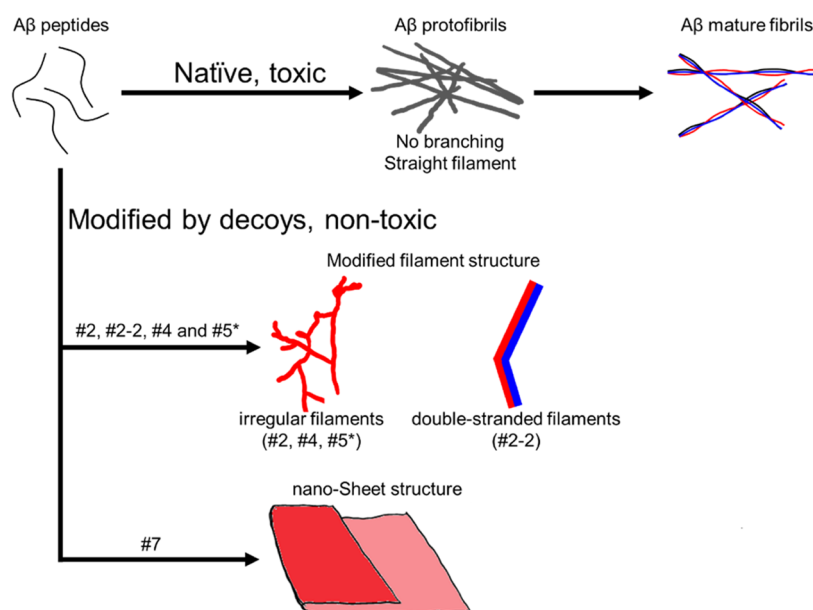 Aβ peptides
Aβ protofibrils
Aβ mature fibrils
Natïve, toxic
No branching
Straight filament
Modified by decoys, non-toxic
Modified filament structure
#2, #2-2, #4 and #5*
irregular filaments
(#2, #4, #5*)
double-stranded filaments
(#2-2)
nano-Sheet structure
#7